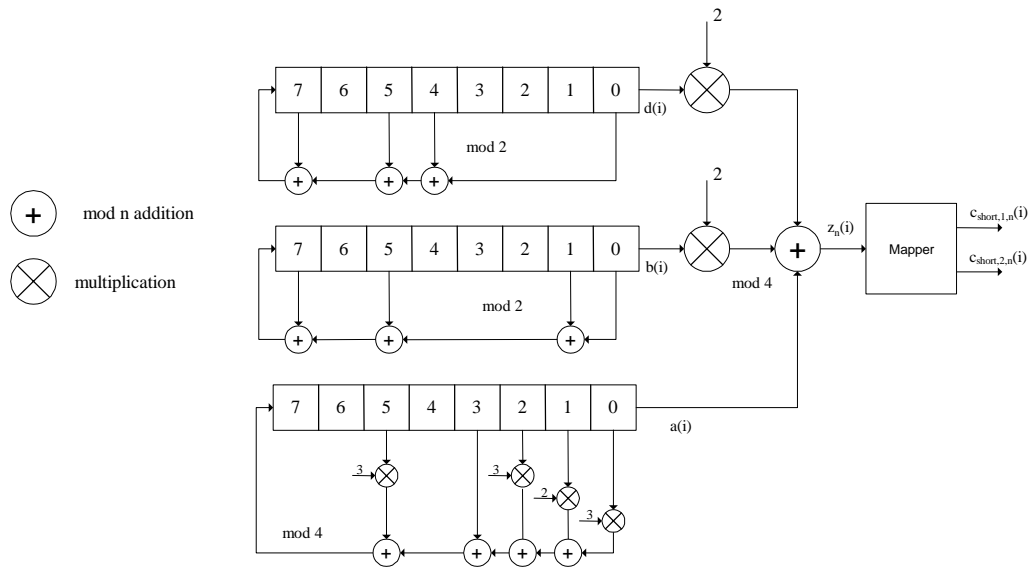 2
7 6 5 4 3 2 1 0
d(i)
mod 2
+ + +
+ mod n addition
multiplication
2
7 6 5 4 3 2 1 0
b(i)
+
mod 4
z_n(i)
Mapper
c_short,1,n(i)
c_short,2,n(i)
mod 2
+ + +
7 6 5 4 3 2 1 0
a(i)
3
3
2
3
mod 4
+ + + +